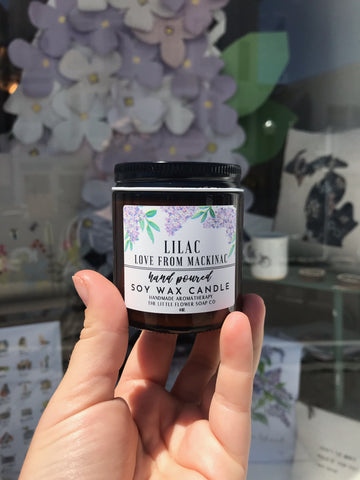 LILAC
LOVE FROM MACKINAC
hand poured
SOY WAX CANDLE
HANDMADE AROMATHERAPY
THE LITTLE FLOWER SOAP CO